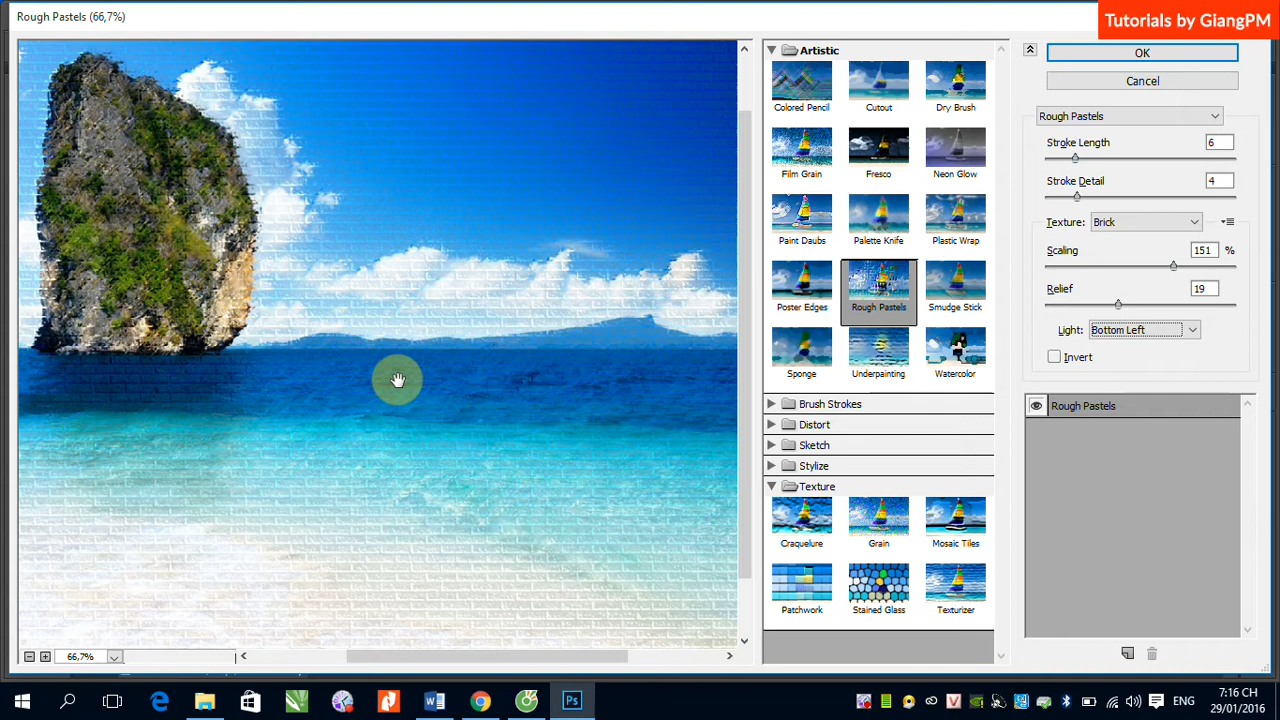 Rough Pastels (66,7%)
Tutorials by GiangPM
Artistic
Colored Pencil
Cutout
Dry Brush
Film Grain
Fresco
Neon Glow
Paint Daubs
Palette Knife
Plastic Wrap
Poster Edges
Rough Pastels
Smudge Stick
Sponge
Underpainting
Watercolor
Brush Strokes
Distort
Sketch
Stylize
Texture
Craquelure
Grain
Mosaic Tiles
Patchwork
Stained Glass
Texturizer
OK
Cancel
Rough Pastels
Stroke Length 6
Stroke Detail 4
Texture: Brick
Scaling 151 %
Relief 19
Light: Bottom Left
Invert
Rough Pastels
66,7%
Ps
ENG
7:16 CH
29/01/2016